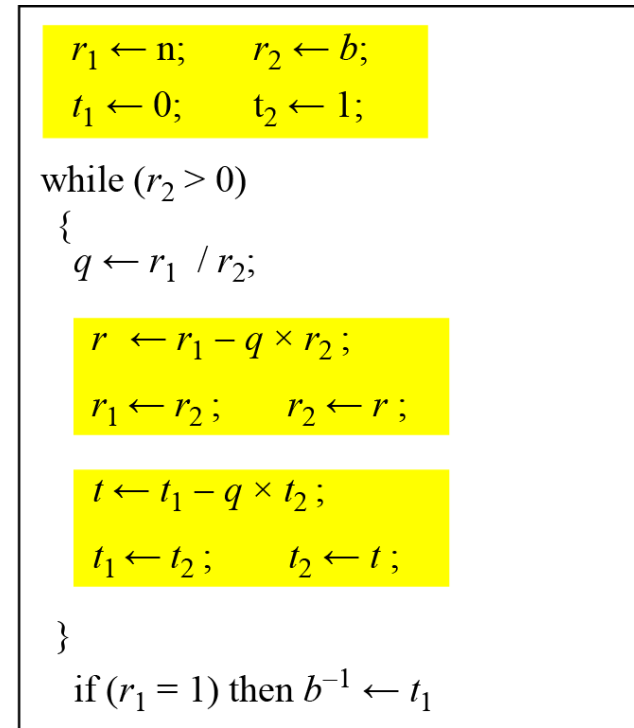 r₁ ← n; r₂ ← b;
t₁ ← 0; t₂ ← 1;
while (r₂ > 0)
{
q ← r₁ / r₂;
r ← r₁ − q × r₂ ;
r₁ ← r₂ ; r₂ ← r ;
t ← t₁ − q × t₂ ;
t₁ ← t₂ ; t₂ ← t ;
}
if (r₁ = 1) then b⁻¹ ← t₁